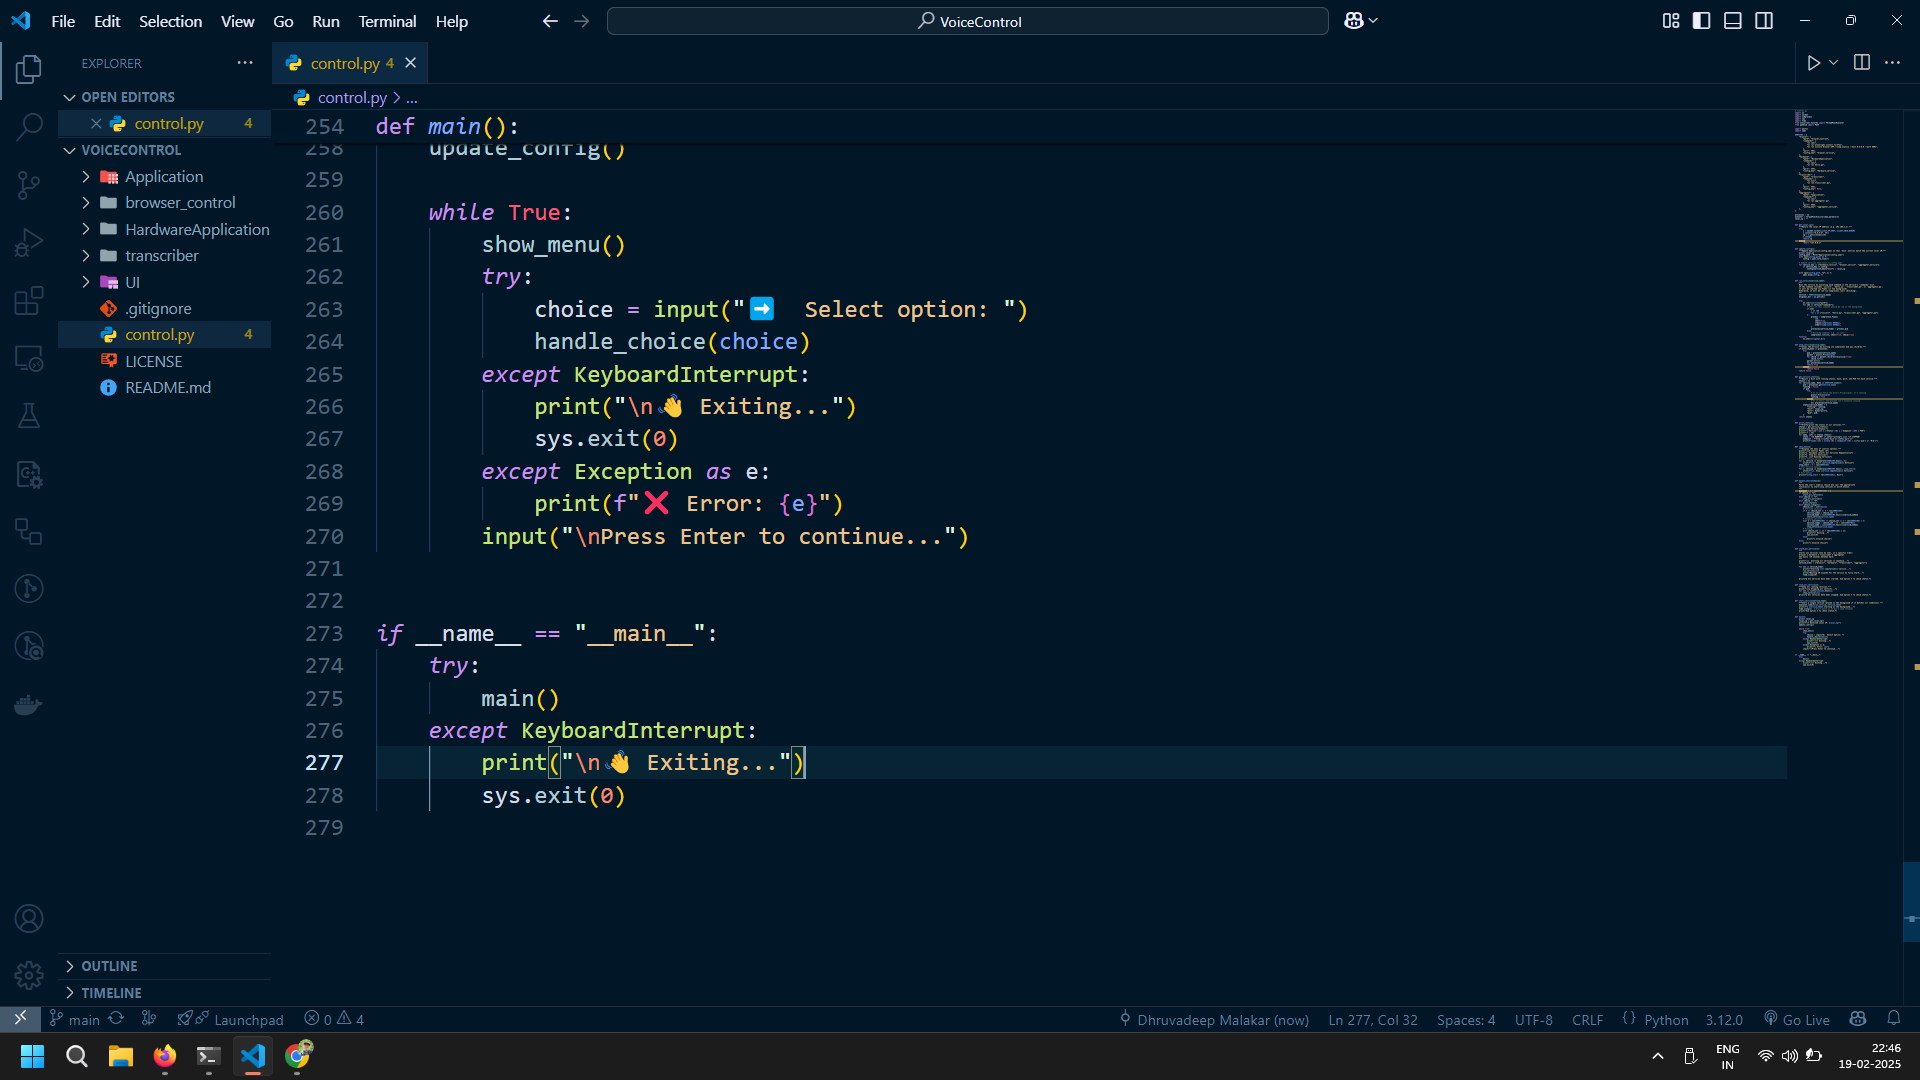 File Edit Selection View Go Run Terminal Help
VoiceControl
EXPLORER
control.py 4
OPEN EDITORS
control.py 4
VOICECONTROL
Application
browser_control
HardwareApplication
transcriber
UI
.gitignore
control.py 4
LICENSE
README.md
OUTLINE
TIMELINE
control.py > ...
254 def main():
258 update_config()
259
260 while True:
261 show_menu()
262 try:
263 choice = input("➡️  Select option: ")
264 handle_choice(choice)
265 except KeyboardInterrupt:
266 print("\n👋 Exiting...")
267 sys.exit(0)
268 except Exception as e:
269 print(f"❌ Error: {e}")
270 input("\nPress Enter to continue...")
271
272
273 if __name__ == "__main__":
274 try:
275 main()
276 except KeyboardInterrupt:
277 print("\n👋 Exiting...")
278 sys.exit(0)
279
main Launchpad 0 4 Dhruvadeep Malakar (now) Ln 277, Col 32 Spaces: 4 UTF-8 CRLF {} Python 3.12.0 Go Live
ENG
IN
22:46
19-02-2025